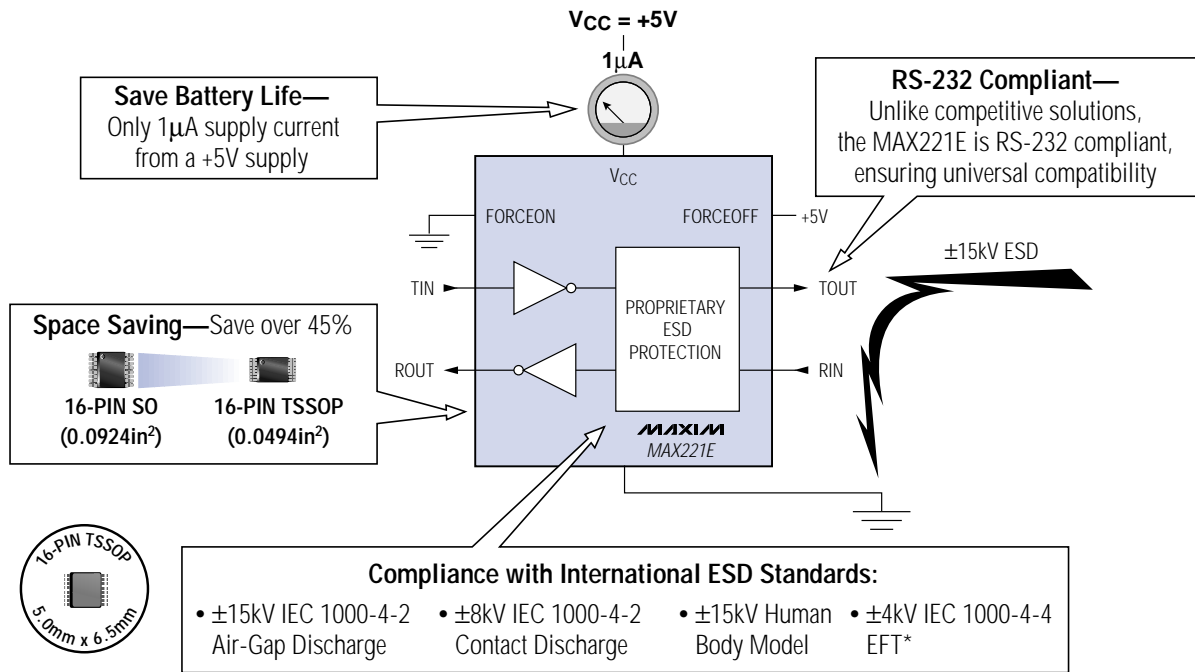 VCC = +5V
1μA
Save Battery Life—
Only 1μA supply current
from a +5V supply
RS-232 Compliant—
Unlike competitive solutions,
the MAX221E is RS-232 compliant,
ensuring universal compatibility
VCC
FORCEON
FORCEOFF
+5V
±15kV ESD
TIN
TOUT
PROPRIETARY
ESD
PROTECTION
ROUT
RIN
MAXIM
MAX221E
Space Saving—Save over 45%
16-PIN SO
(0.0924in²)
16-PIN TSSOP
(0.0494in²)
16-PIN TSSOP
5.0mm x 6.5mm
Compliance with International ESD Standards:
• ±15kV IEC 1000-4-2
Air-Gap Discharge
• ±8kV IEC 1000-4-2
Contact Discharge
• ±15kV Human
Body Model
• ±4kV IEC 1000-4-4
EFT*